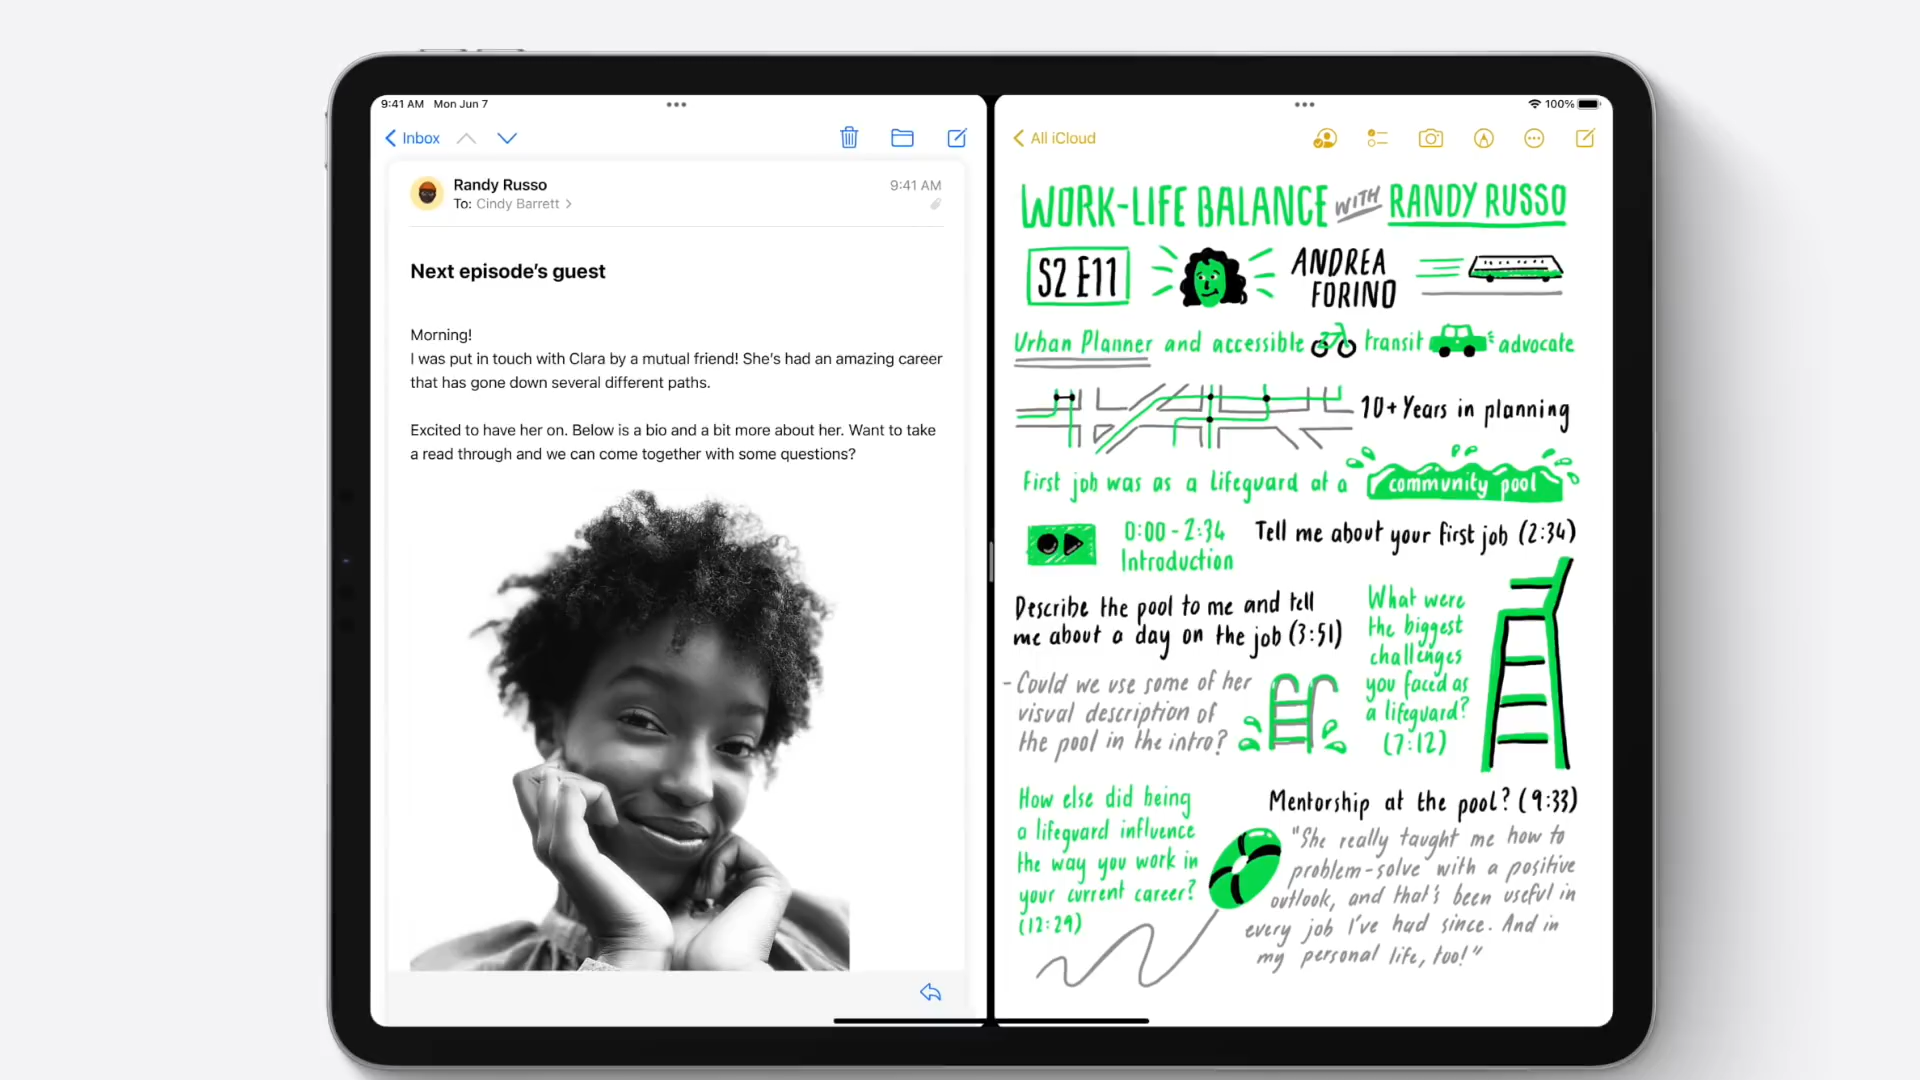 9:41 AM Mon Jun 7
Inbox
Randy Russo
9:41 AM
To: Cindy Barrett
Next episode's guest
Morning!
I was put in touch with Clara by a mutual friend! She's had an amazing career
that has gone down several different paths.
Excited to have her on. Below is a bio and a bit more about her. Want to take
a read through and we can come together with some questions?
100%
All iCloud
WORK-LIFE BALANCE WITH RANDY RUSSO
S2 E11
ANDREA
FORINO
Urban Planner and accessible transit advocate
10+ Years in planning
First job was as a lifeguard at a community pool
0:00 - 2:34
Introduction
Tell me about your first job (2:34)
Describe the pool to me and tell
me about a day on the job (3:51)
- Could we use some of her
visual description of
the pool in the intro?
What were
the biggest
challenges
you faced as
a lifeguard?
(7:12)
How else did being
a lifeguard influence
the way you work in
your current career?
(12:29)
Mentorship at the pool? (9:33)
"She really taught me how to
problem-solve with a positive
outlook, and that's been useful in
every job I've had since. And in
my personal life, too!"